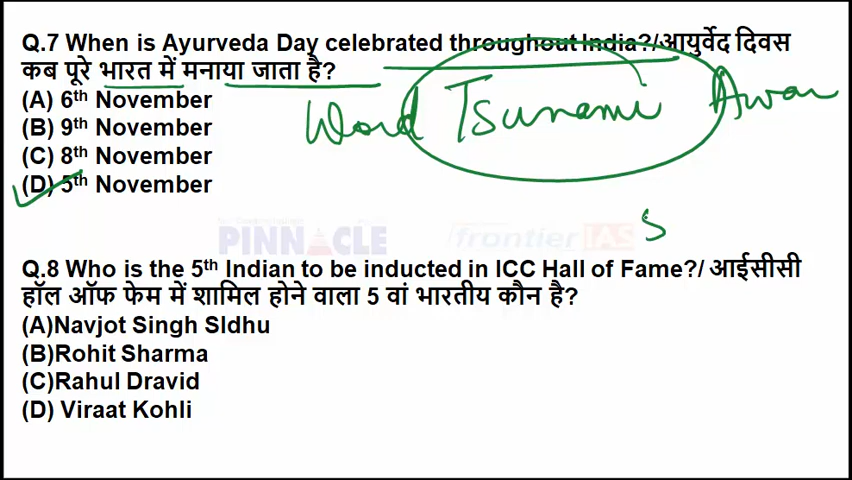 Q.7 When is Ayurveda Day celebrated throughout India?/आयुर्वेद दिवस
कब पूरे भारत में मनाया जाता है?
(A) 6th November
(B) 9th November
(C) 8th November
(D) 5th November
Word Tsunami Awar
S
PINNACLE frontier IAS
Q.8 Who is the 5th Indian to be inducted in ICC Hall of Fame?/ आईसीसी
हॉल ऑफ फेम में शामिल होने वाला 5 वां भारतीय कौन है?
(A)Navjot Singh SIdhu
(B)Rohit Sharma
(C)Rahul Dravid
(D) Viraat Kohli